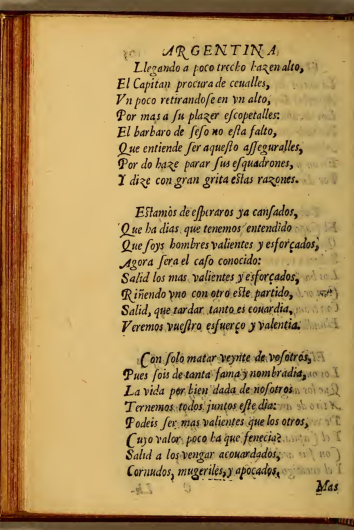 ARGENTINA
Llegando a poco trecho hazen alto,
El Capitan procura de ceualles,
Vn poco retirandose en vn alto,
Por mas a su plazer escopetalles:
El barbaro de seso no esta falto,
Que entiende ser aquesto assegurralles,
Por do haze parar sus esquadrones,
Y dize con gran grita estas razones.
Estamos de esperaros ya cansados,
Que ha dias que tenemos entendido
Que soys hombres valientes y esforçados,
Agora sera el caso conocido:
Salid los mas valientes y esforçados,
Riñendo vno con otro este partido,
Salid, que tardar tanto es couardia,
Veremos vuestro esfuerço y valentia.
Con solo matar veynte de vosotros,
Pues sois de tanta fama y nombradia,
La vida por bien dada de nosotros
Ternemos todos juntos este dia:
Podeis ser mas valientes que los otros,
Cuyo valor poco ha que fenecia?
Salid a los vengar acouardados,
Cornudos, mugeriles, y apocados,
Mas